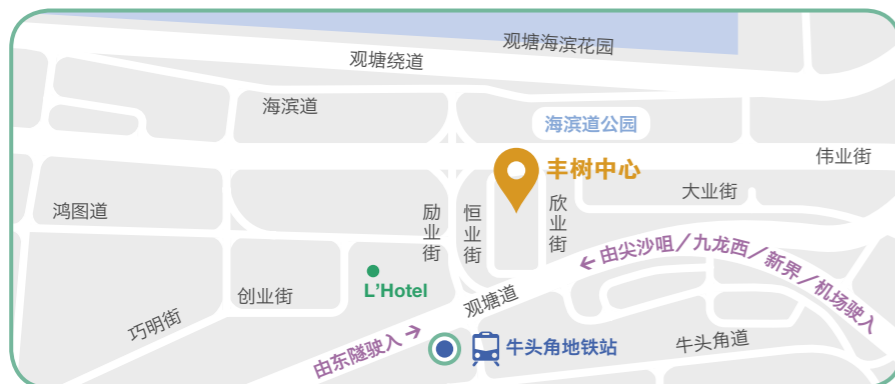 观塘海滨花园
观塘绕道
海滨道
海滨道公园
伟业街
丰树中心
大业街
鸿图道
励业街
恒业街
欣业街
←由尖沙咀／九龙西／新界／机场驶入
L’Hotel
创业街
观塘道
巧明街
由东隧驶入→
牛头角地铁站
牛头角道